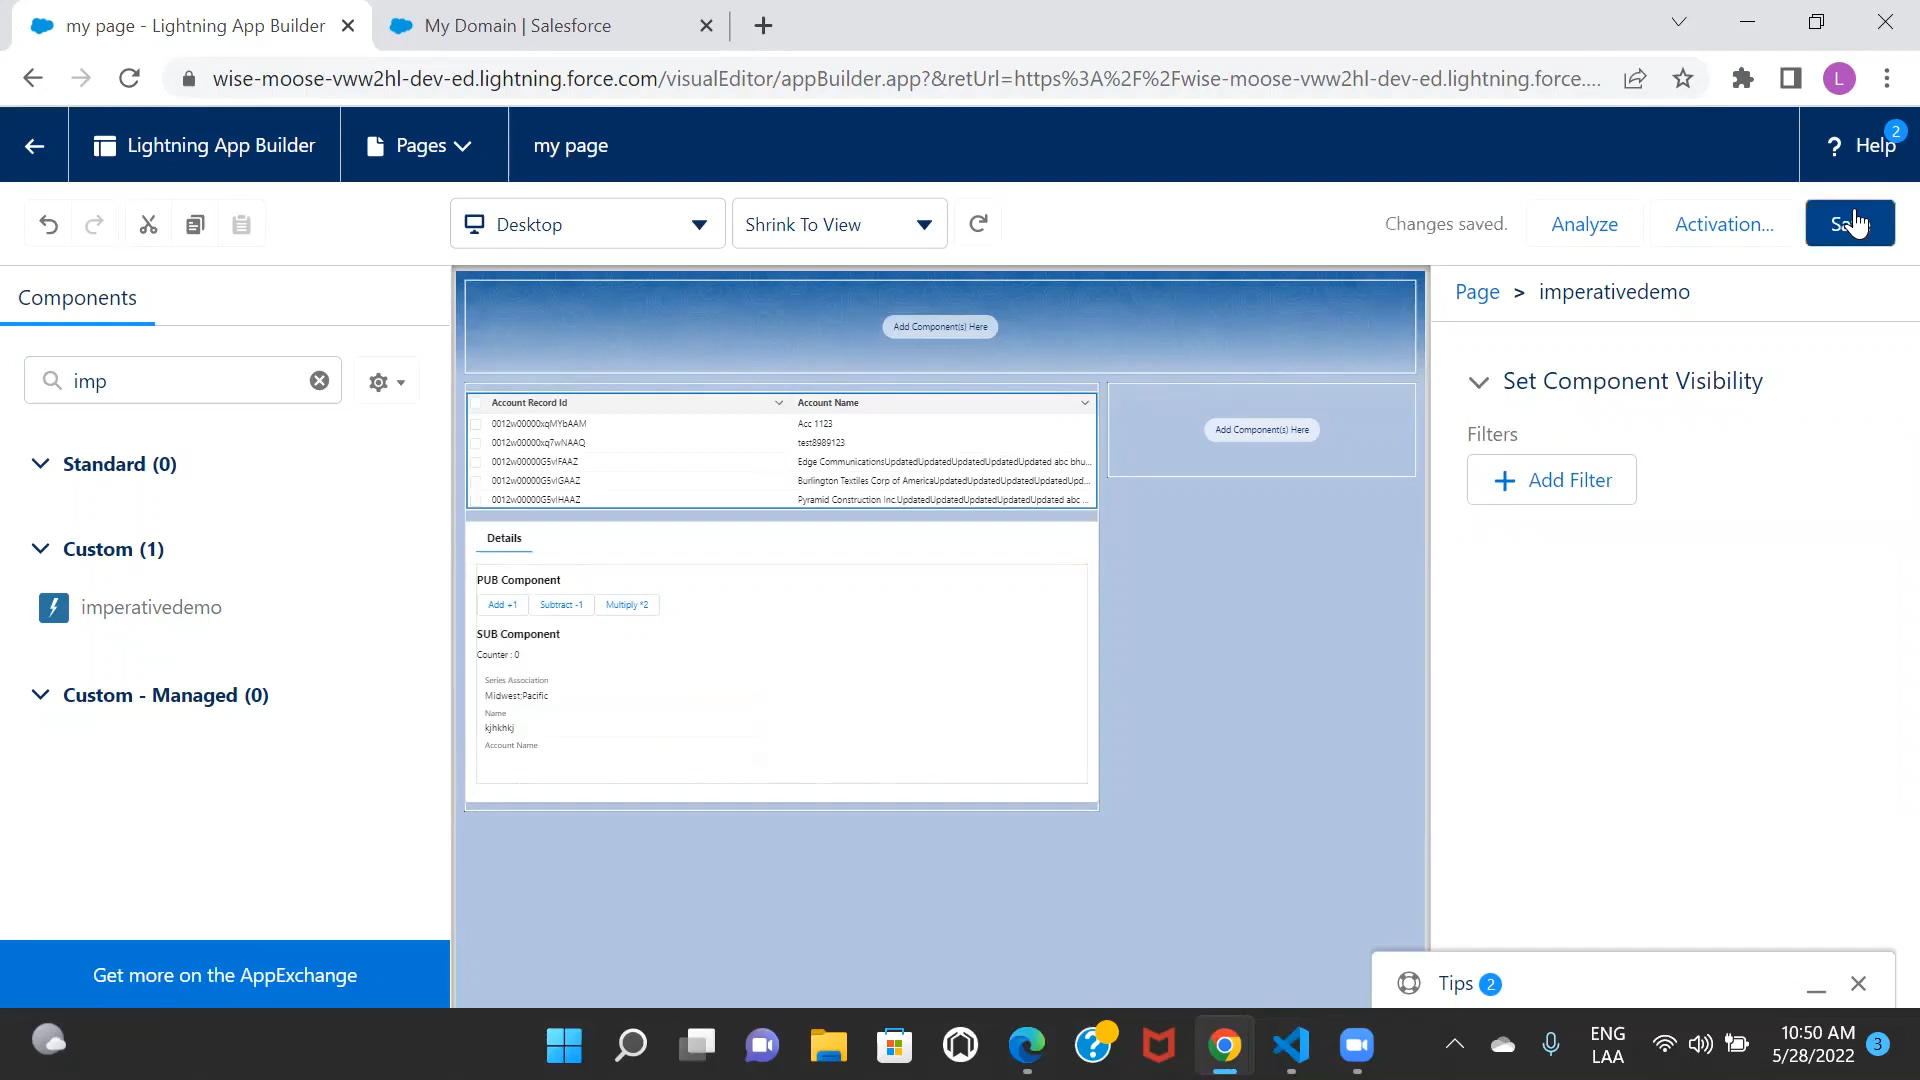 my page - Lightning App Builder
My Domain | Salesforce
wise-moose-vww2hl-dev-ed.lightning.force.com/visualEditor/appBuilder.app?&retUrl=https%3A%2F%2Fwise-moose-vww2hl-dev-ed.lightning.force....
L
Lightning App Builder
Pages
my page
? Help
2
Desktop
Shrink To View
Changes saved.
Analyze
Activation...
Components
imp
Standard (0)
Custom (1)
imperativedemo
Custom - Managed (0)
Get more on the AppExchange
Add Component(s) Here
Account Record Id
Account Name
0012w00000xqMYbAAM
Acc 1123
0012w00000xq7wNAAQ
test8989123
0012w00000G5vIFAAZ
Edge CommunicationsUpdatedUpdatedUpdatedUpdatedUpdated abc bhu...
0012w00000G5vIGAAZ
Burlington Textiles Corp of AmericaUpdatedUpdatedUpdatedUpdatedUpd...
0012w00000G5vIHAAZ
Pyramid Construction Inc.UpdatedUpdatedUpdatedUpdatedUpdated abc ...
Add Component(s) Here
Details
PUB Component
Add +1
Subtract -1
Multiply *2
SUB Component
Counter : 0
Series Association
Midwest;Pacific
Name
kjhkhkj
Account Name
Page > imperativedemo
Set Component Visibility
Filters
+ Add Filter
Tips 2
ENG
LAA
10:50 AM
5/28/2022
3